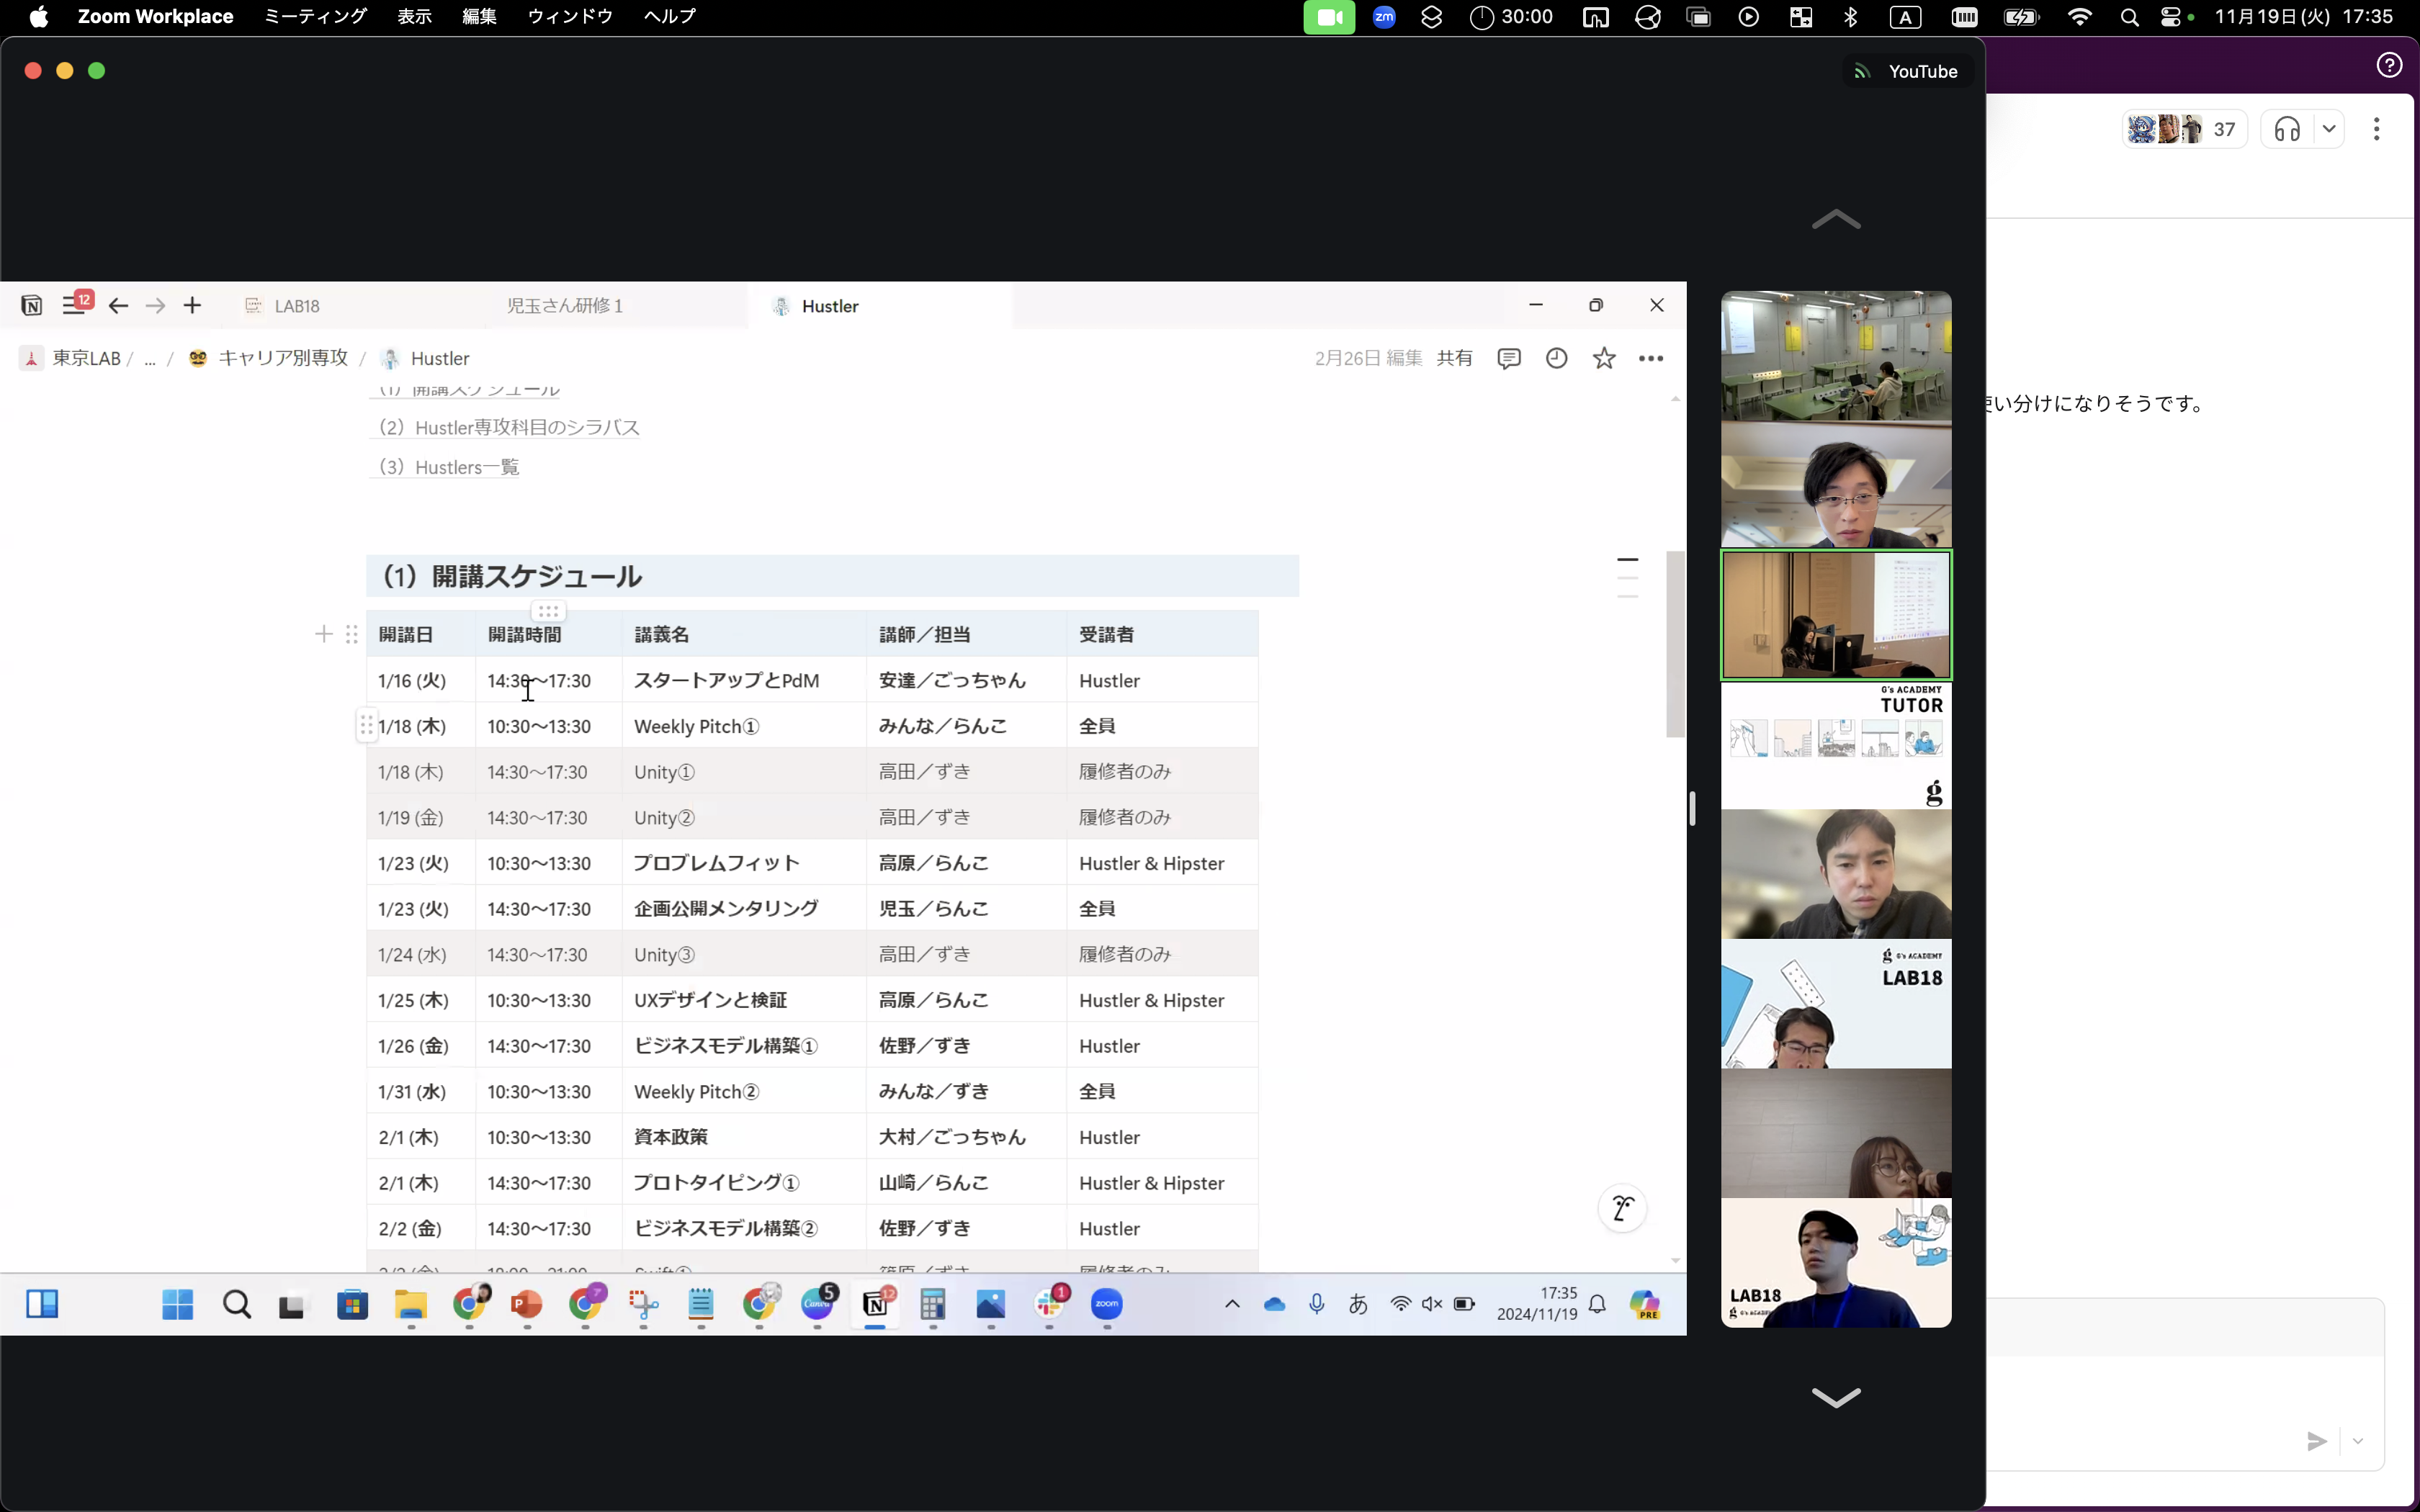 Zoom Workplace ミーティング 表示 編集 ウィンドウ ヘルプ zm 30:00 A 11月19日(火) 17:35
YouTube
37
12 LAB18 児玉さん研修1 Hustler
東京LAB / ... / キャリア別専攻 / Hustler 2月26日 編集 共有
(1) 開講スケジュール
(2) Hustler専攻科目のシラバス
(3) Hustlers一覧
い分けになりそうです。
(1) 開講スケジュール
開講日 開講時間 講義名 講師／担当 受講者
1/16 (火) 14:30〜17:30 スタートアップとPdM 安達／ごっちゃん Hustler
1/18 (木) 10:30〜13:30 Weekly Pitch① みんな／らんこ 全員
1/18 (木) 14:30〜17:30 Unity① 高田／ずき 履修者のみ
1/19 (金) 14:30〜17:30 Unity② 高田／ずき 履修者のみ
1/23 (火) 10:30〜13:30 プロブレムフィット 高原／らんこ Hustler & Hipster
1/23 (火) 14:30〜17:30 企画公開メンタリング 児玉／らんこ 全員
1/24 (水) 14:30〜17:30 Unity③ 高田／ずき 履修者のみ
1/25 (木) 10:30〜13:30 UXデザインと検証 高原／らんこ Hustler & Hipster
1/26 (金) 14:30〜17:30 ビジネスモデル構築① 佐野／ずき Hustler
1/31 (水) 10:30〜13:30 Weekly Pitch② みんな／ずき 全員
2/1 (木) 10:30〜13:30 資本政策 大村／ごっちゃん Hustler
2/1 (木) 14:30〜17:30 プロトタイピング① 山崎／らんこ Hustler & Hipster
2/2 (金) 14:30〜17:30 ビジネスモデル構築② 佐野／ずき Hustler
G's ACADEMY
TUTOR
g
g G's ACADEMY
LAB18
LAB18
g G's ACADEMY
P 7 Canva 5 12 1 zoom あ 17:35
2024/11/19 PRE